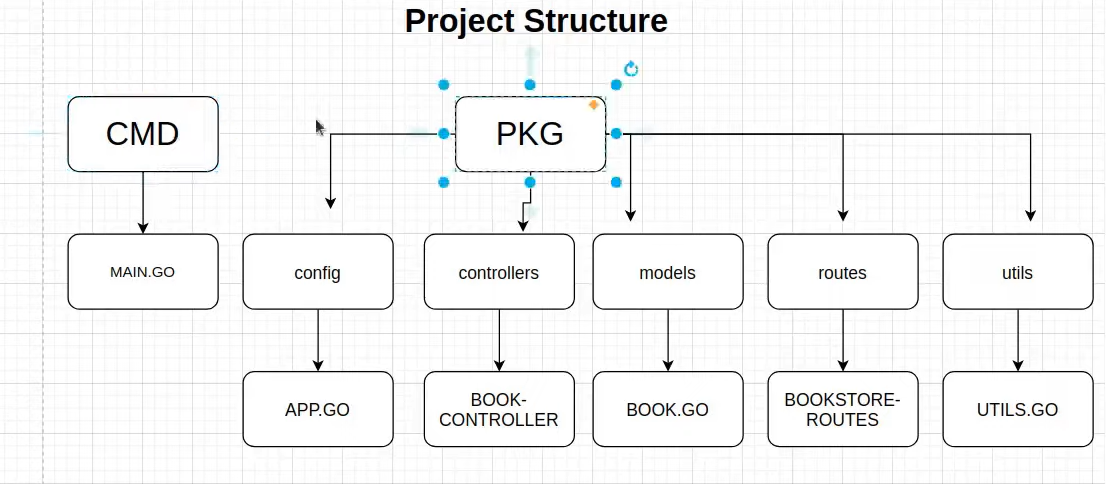 Project Structure
CMD
PKG
MAIN.GO
config
controllers
models
routes
utils
APP.GO
BOOK-
CONTROLLER
BOOK.GO
BOOKSTORE-
ROUTES
UTILS.GO